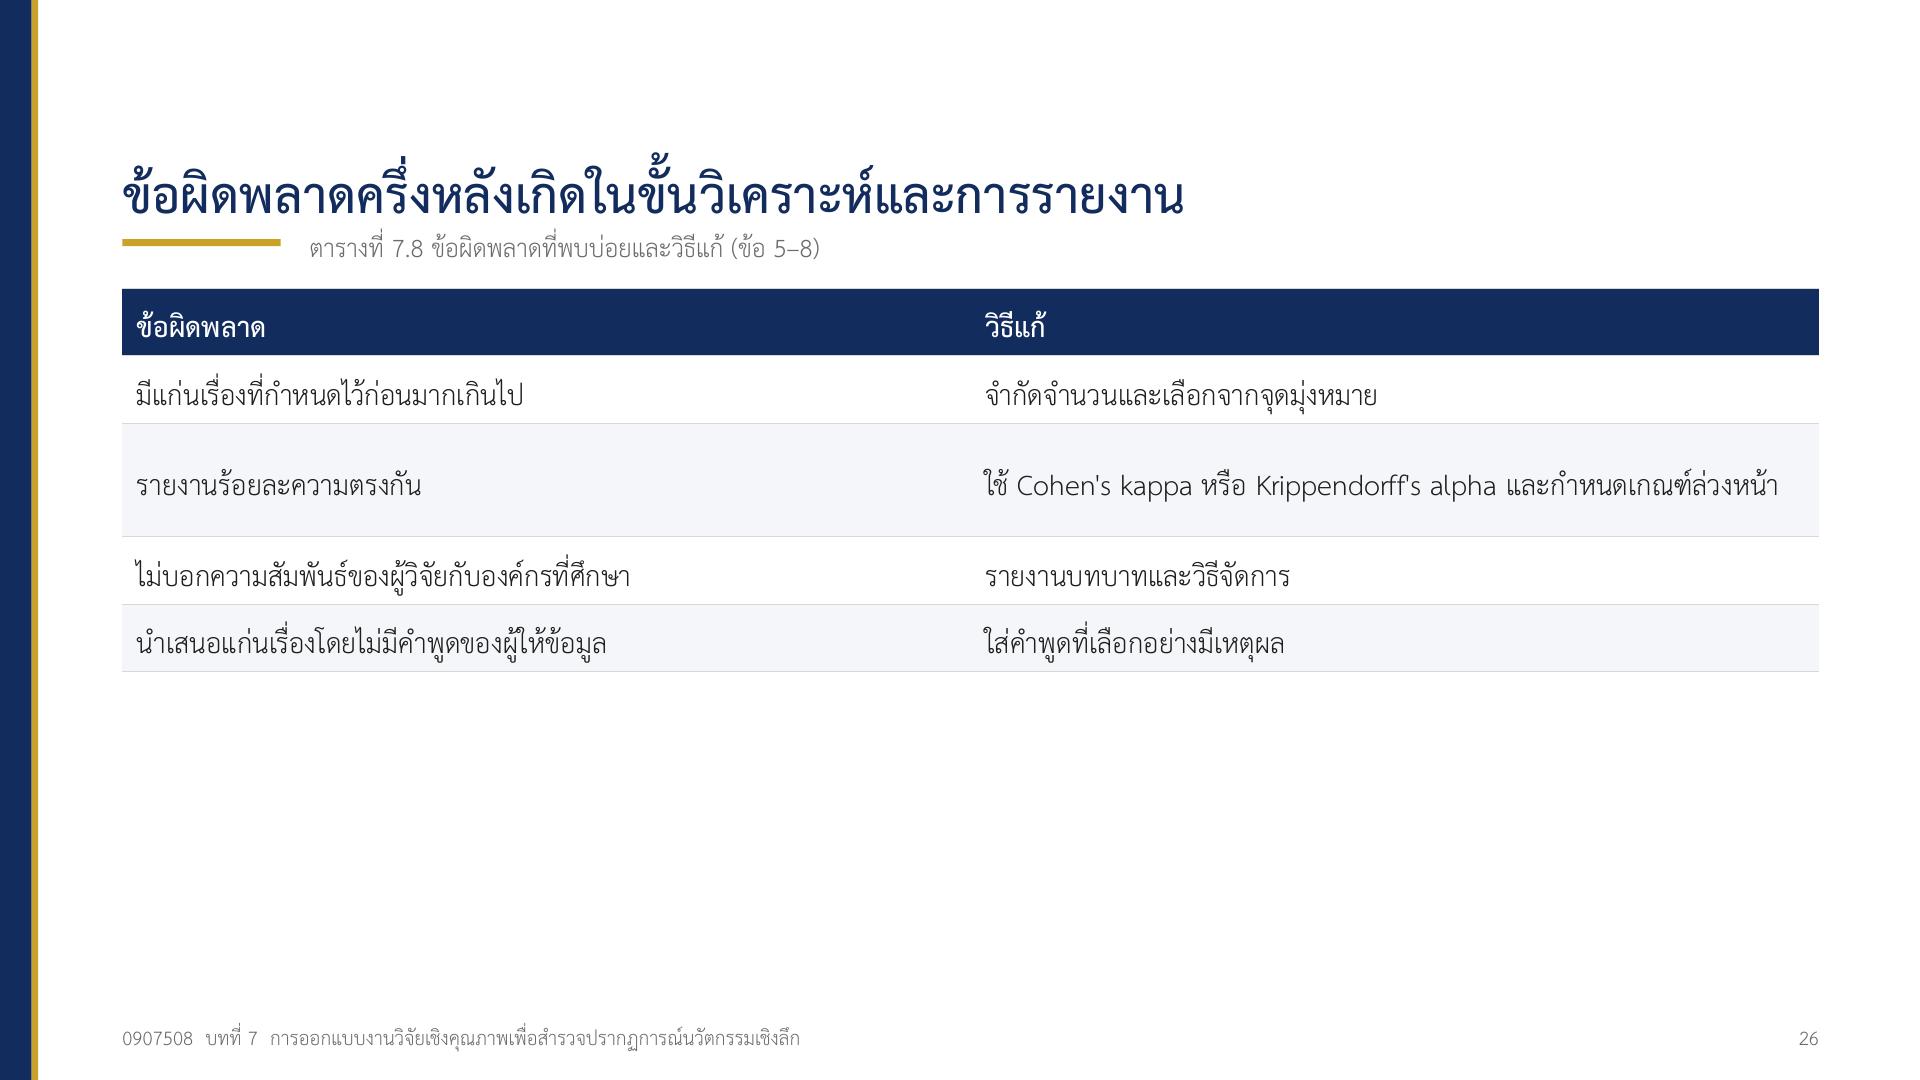 ข้อผิดพลาดครึ่งหลังเกิดในขั้นวิเคราะห์และการรายงาน
ตารางที่ 7.8 ข้อผิดพลาดที่พบบ่อยและวิธีแก้ (ข้อ 5–8)
ข้อผิดพลาด วิธีแก้
มีแก่นเรื่องที่กำหนดไว้ก่อนมากเกินไป จำกัดจำนวนและเลือกจากจุดมุ่งหมาย
รายงานร้อยละความตรงกัน ใช้ Cohen's kappa หรือ Krippendorff's alpha และกำหนดเกณฑ์ล่วงหน้า
ไม่บอกความสัมพันธ์ของผู้วิจัยกับองค์กรที่ศึกษา รายงานบทบาทและวิธีจัดการ
นำเสนอแก่นเรื่องโดยไม่มีคำพูดของผู้ให้ข้อมูล ใส่คำพูดที่เลือกอย่างมีเหตุผล
0907508 บทที่ 7 การออกแบบงานวิจัยเชิงคุณภาพเพื่อสำรวจปรากฏการณ์นวัตกรรมเชิงลึก 26